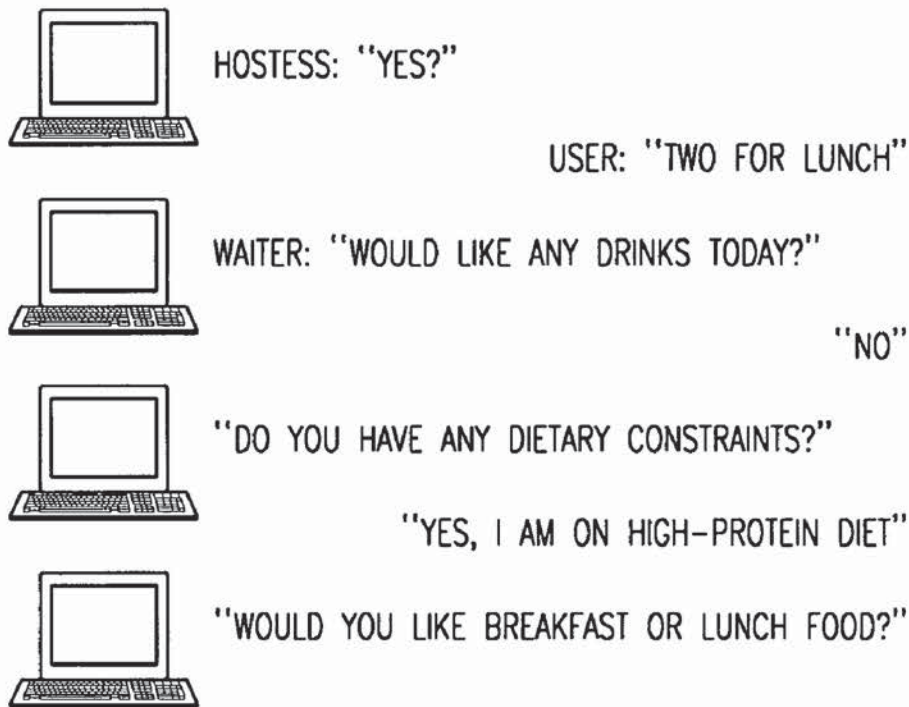 HOSTESS: “YES?”
USER: “TWO FOR LUNCH”
WAITER: “WOULD LIKE ANY DRINKS TODAY?”
“NO”
“DO YOU HAVE ANY DIETARY CONSTRAINTS?”
“YES, I AM ON HIGH–PROTEIN DIET”
“WOULD YOU LIKE BREAKFAST OR LUNCH FOOD?”